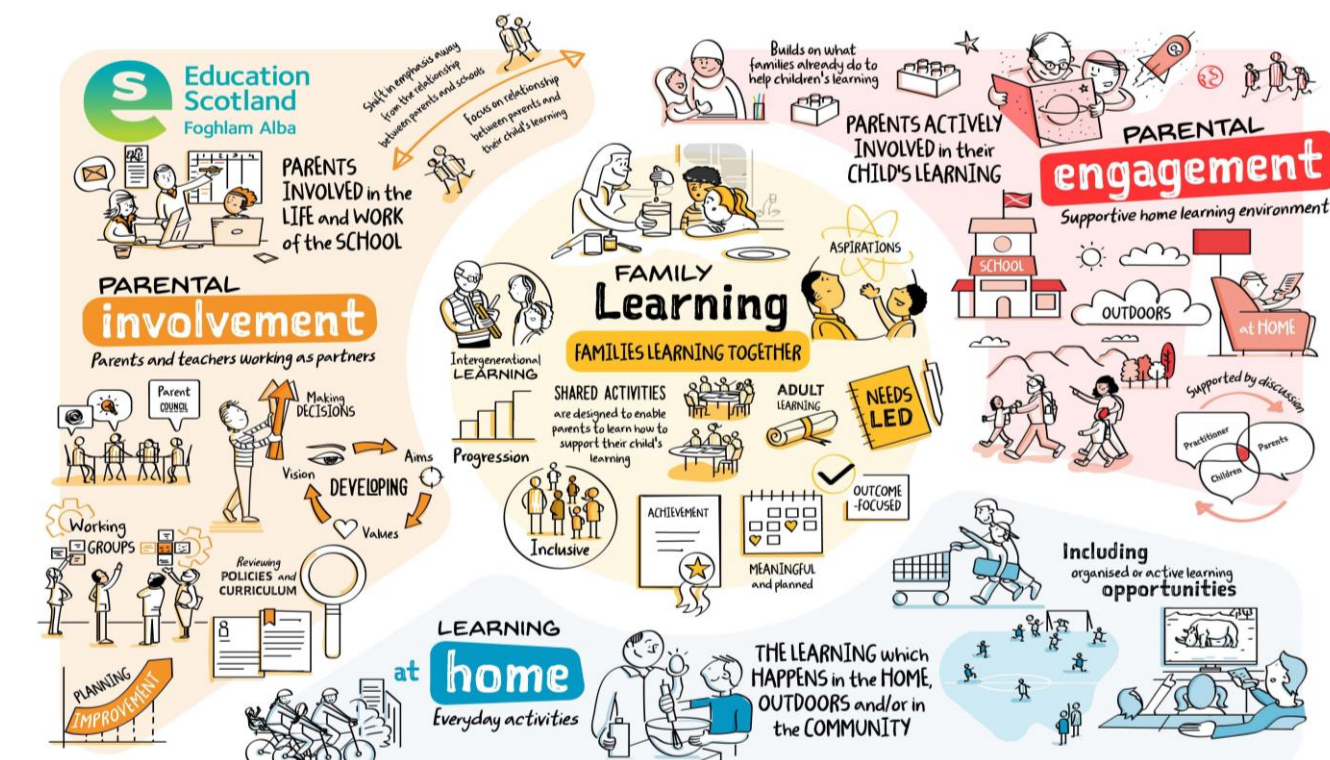 Education
Scotland
Foghlam Alba
Shift in emphasis away
from the relationship
between parents and schools
Focus on relationship
between parents and
their child's learning
PARENTS
INVOLVED in the
LIFE and WORK
of the SCHOOL
PARENTAL
involvement
Parents and teachers working as partners
Parent
COUNCIL
Making
DECISIONS
Vision
Aims
DEVELOPING
Values
Working
GROUPS
Reviewing
POLICIES and
CURRICULUM
PLANNING
IMPROVEMENT
FAMILY
Learning
FAMILIES LEARNING TOGETHER
ASPIRATIONS
Intergenerational
LEARNING
Progression
SHARED ACTIVITIES
are designed to enable
parents to learn how to
support their child's
learning
ADULT
LEARNING
NEEDS
LED
Inclusive
ACHIEVEMENT
MEANINGFUL
and planned
OUTCOME
-FOCUSED
Builds on what
families already do to
help children's learning
PARENTS ACTIVELY
INVOLVED in their
CHILD'S LEARNING
PARENTAL
engagement
Supportive home learning environment
SCHOOL
OUTDOORS
at HOME
Supported by discussion
Practitioner
Parents
Children
LEARNING
at home
Everyday activities
THE LEARNING which
HAPPENS in the HOME,
OUTDOORS and/or in
the COMMUNITY
Including
organised or active learning
opportunities